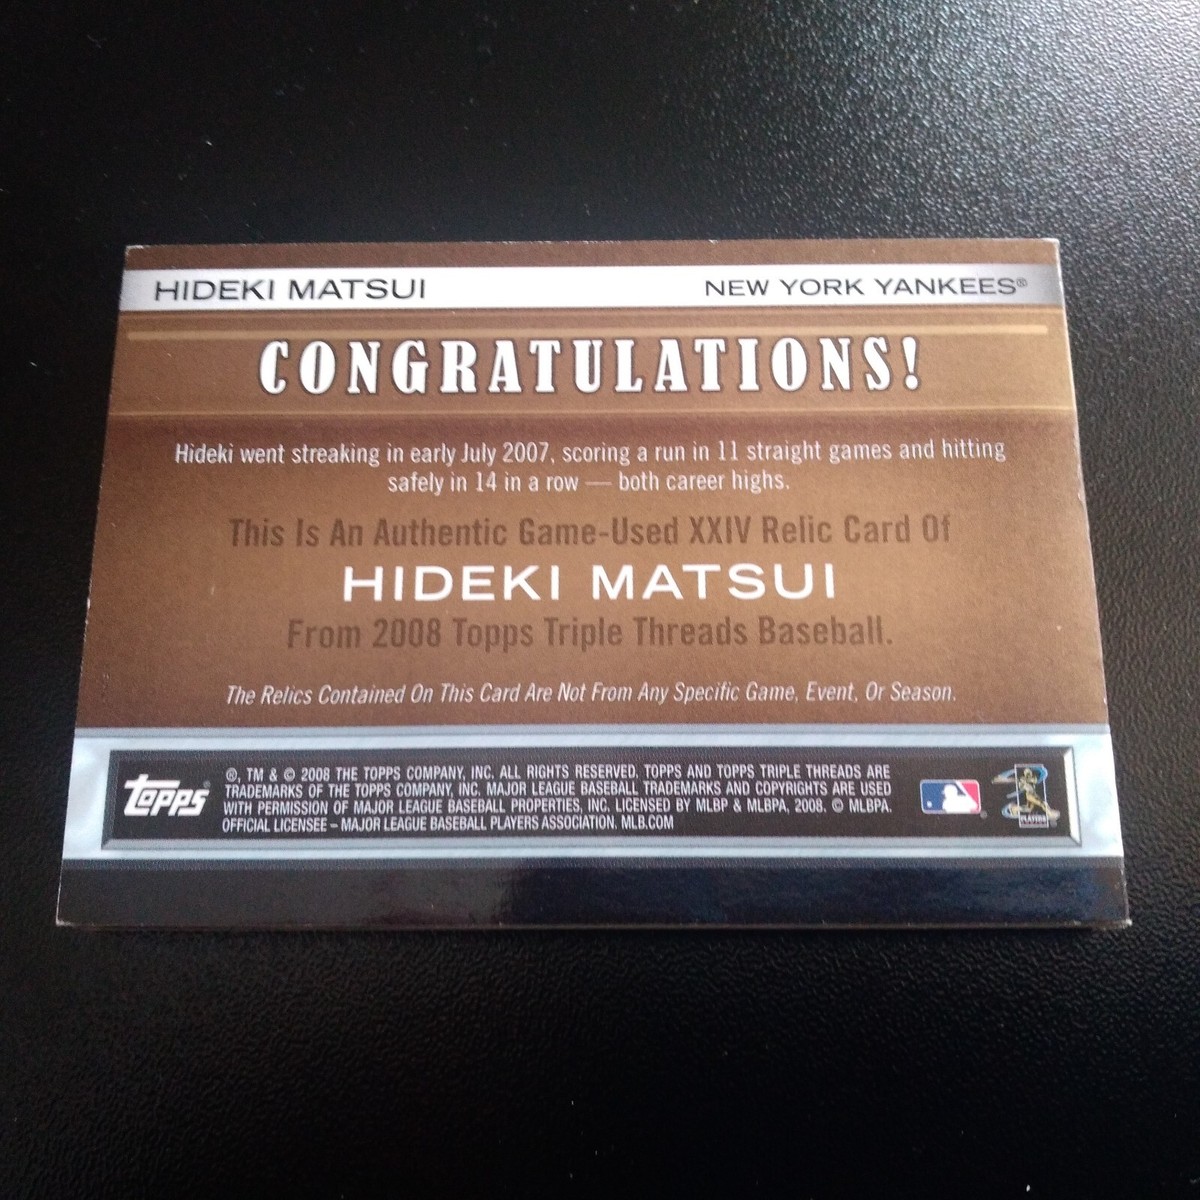 HIDEKI MATSUI NEW YORK YANKEES®
CONGRATULATIONS!
Hideki went streaking in early July 2007, scoring a run in 11 straight games and hitting
safely in 14 in a row — both career highs.
This Is An Authentic Game-Used XXIV Relic Card Of
HIDEKI MATSUI
From 2008 Topps Triple Threads Baseball.
The Relics Contained On This Card Are Not From Any Specific Game, Event, Or Season.
topps®
®, TM & © 2008 THE TOPPS COMPANY, INC. ALL RIGHTS RESERVED. TOPPS AND TOPPS TRIPLE THREADS ARE
TRADEMARKS OF THE TOPPS COMPANY, INC. MAJOR LEAGUE BASEBALL TRADEMARKS AND COPYRIGHTS ARE USED
WITH PERMISSION OF MAJOR LEAGUE BASEBALL PROPERTIES, INC. LICENSED BY MLBP & MLBPA, 2008. © MLBPA.
OFFICIAL LICENSEE – MAJOR LEAGUE BASEBALL PLAYERS ASSOCIATION. MLB.COM